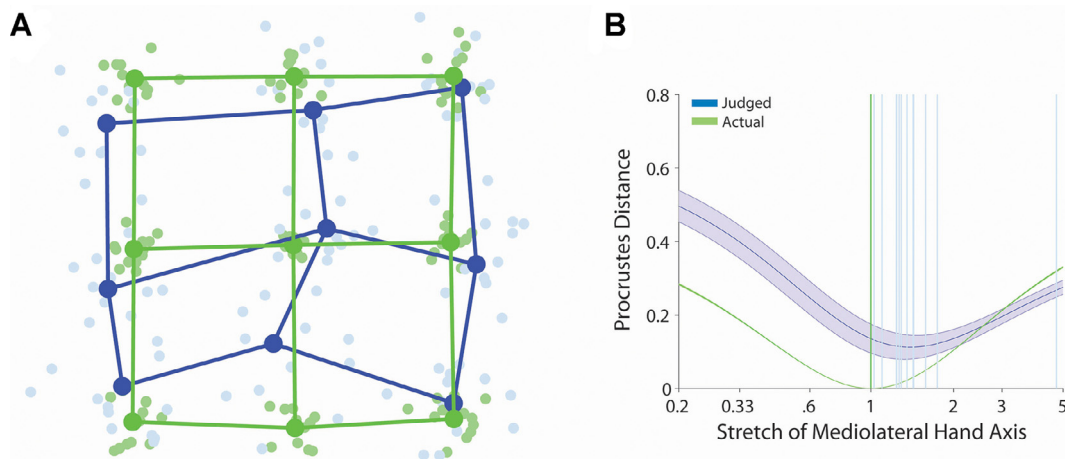 A
B
Judged
Actual
Procrustes Distance
0.8
0.6
0.4
0.2
0
0.2
0.33
.6
1
2
3
5
Stretch of Mediolateral Hand Axis